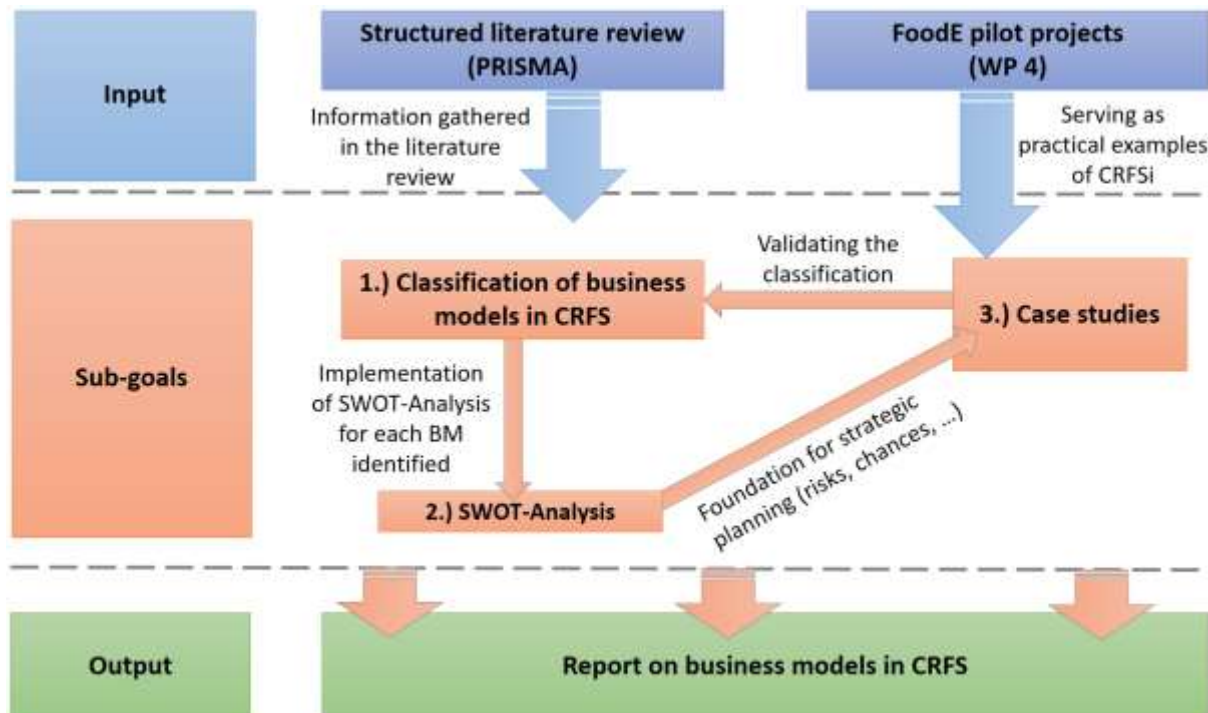 Structured literature review
(PRISMA)
FoodE pilot projects
(WP 4)
Input
Information gathered
in the literature
review
Serving as
practical examples
of CRFSi
Validating the
classification
1.) Classification of business
models in CRFS
3.) Case studies
Sub-goals
Implementation
of SWOT-Analysis
for each BM
identified
Foundation for strategic
planning (risks, chances, ...)
2.) SWOT-Analysis
Output
Report on business models in CRFS